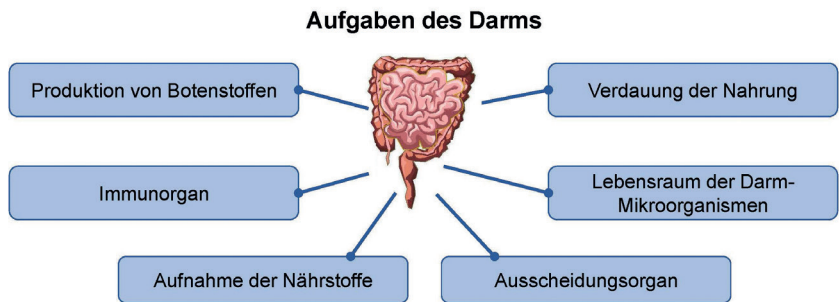 Aufgaben des Darms
Produktion von Botenstoffen
Verdauung der Nahrung
Immunorgan
Lebensraum der Darm-
Mikroorganismen
Aufnahme der Nährstoffe
Ausscheidungsorgan